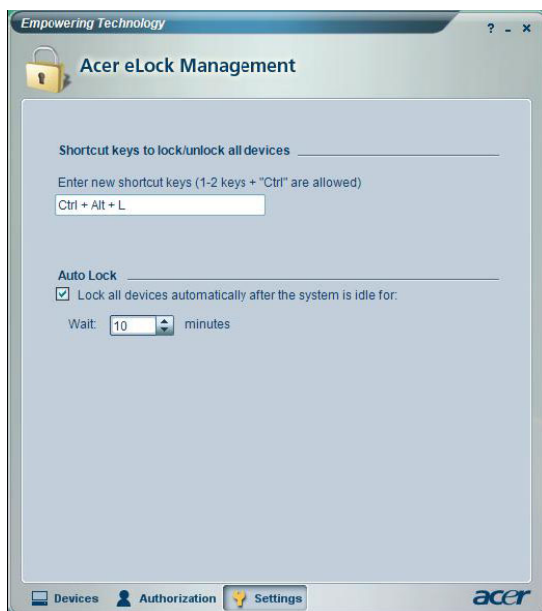 Empowering Technology
? - x
Acer eLock Management
Shortcut keys to lock/unlock all devices
Enter new shortcut keys (1-2 keys + "Ctrl" are allowed)
Ctrl + Alt + L
Auto Lock
Lock all devices automatically after the system is idle for:
Wait: 10 minutes
Devices Authorization Settings acer